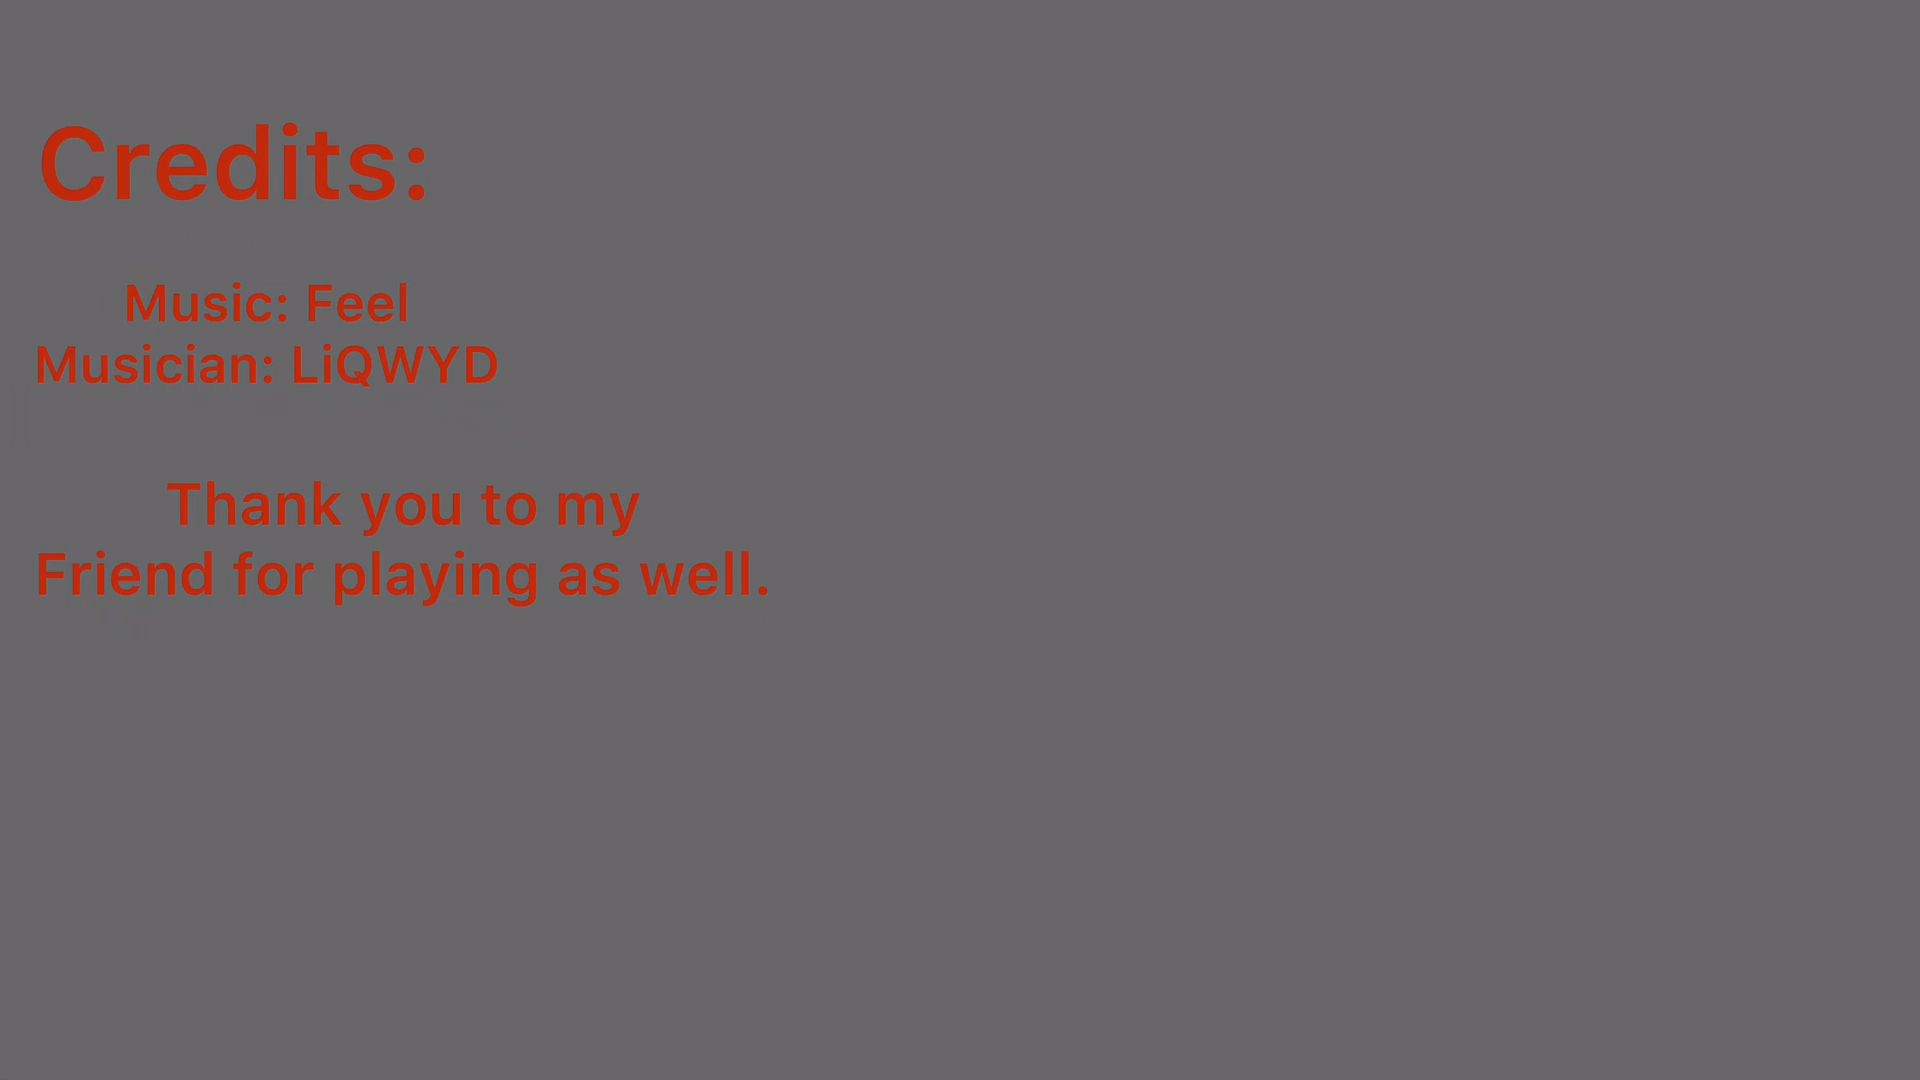 Credits:
Music: Feel
Musician: LiQWYD
Thank you to my
Friend for playing as well.